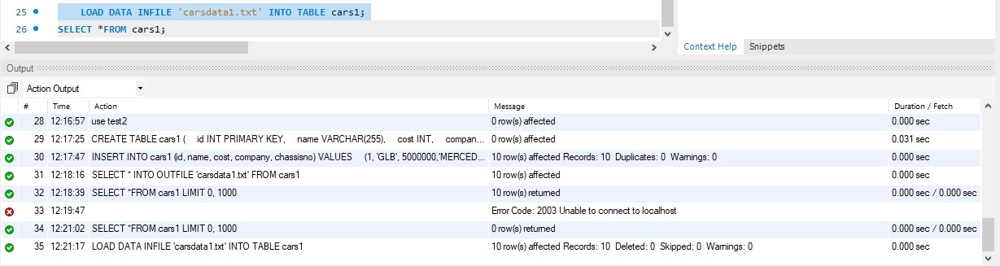 25 LOAD DATA INFILE 'carsdata1.txt' INTO TABLE cars1;
26 SELECT *FROM cars1;
Context Help Snippets
Output
Action Output
# Time Action Message Duration / Fetch
28 12:16:57 use test2 0 row(s) affected 0.000 sec
29 12:17:25 CREATE TABLE cars1 ( id INT PRIMARY KEY, name VARCHAR(255), cost INT, compan... 0 row(s) affected 0.031 sec
30 12:17:47 INSERT INTO cars1 (id, name, cost, company, chassisno) VALUES (1, 'GLB', 5000000,'MERCED... 10 row(s) affected Records: 10 Duplicates: 0 Warnings: 0 0.000 sec
31 12:18:16 SELECT * INTO OUTFILE 'carsdata1.txt' FROM cars1 10 row(s) affected 0.000 sec
32 12:18:39 SELECT *FROM cars1 LIMIT 0, 1000 10 row(s) returned 0.000 sec / 0.000 sec
33 12:19:47 Error Code: 2003 Unable to connect to localhost
34 12:21:02 SELECT *FROM cars1 LIMIT 0, 1000 0 row(s) returned 0.000 sec / 0.000 sec
35 12:21:17 LOAD DATA INFILE 'carsdata1.txt' INTO TABLE cars1 10 row(s) affected Records: 10 Deleted: 0 Skipped: 0 Warnings: 0 0.000 sec